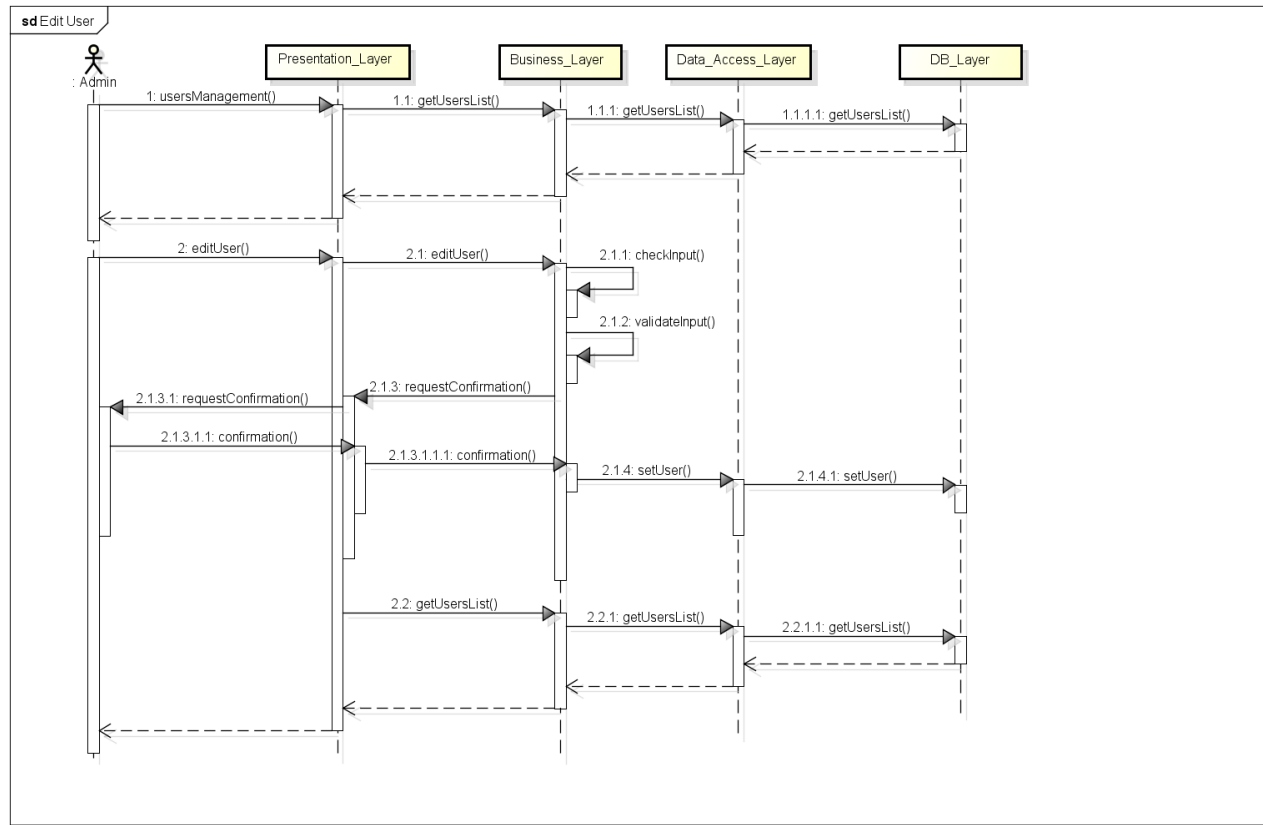 sd Edit User
: Admin
Presentation_Layer
Business_Layer
Data_Access_Layer
DB_Layer
1: usersManagement()
1.1: getUsersList()
1.1.1: getUsersList()
1.1.1.1: getUsersList()
2: editUser()
2.1: editUser()
2.1.1: checkInput()
2.1.2: validateInput()
2.1.3: requestConfirmation()
2.1.3.1: requestConfirmation()
2.1.3.1.1: confirmation()
2.1.3.1.1.1: confirmation()
2.1.4: setUser()
2.1.4.1: setUser()
2.2: getUsersList()
2.2.1: getUsersList()
2.2.1.1: getUsersList()